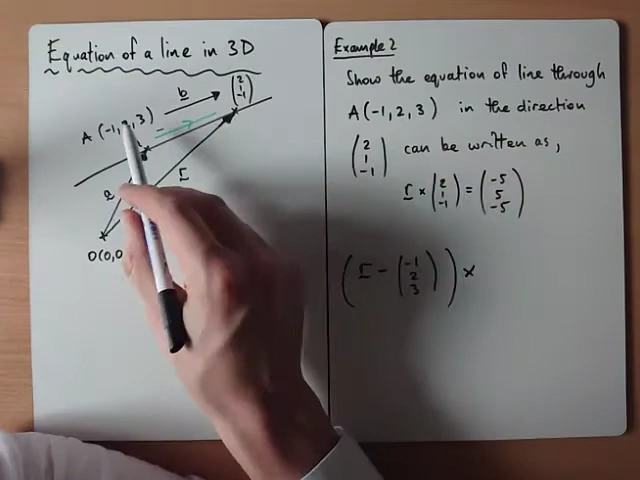 Equation of a line in 3D
b
(2 1 -1)
A (-1, 2, 3)
a
r
O(0,0
Example 2
Show the equation of line through
A(-1, 2, 3) in the direction
(2 1 -1) can be written as,
r × (2 1 -1) = (-5 5 -5)
(r - (-1 2 3)) ×